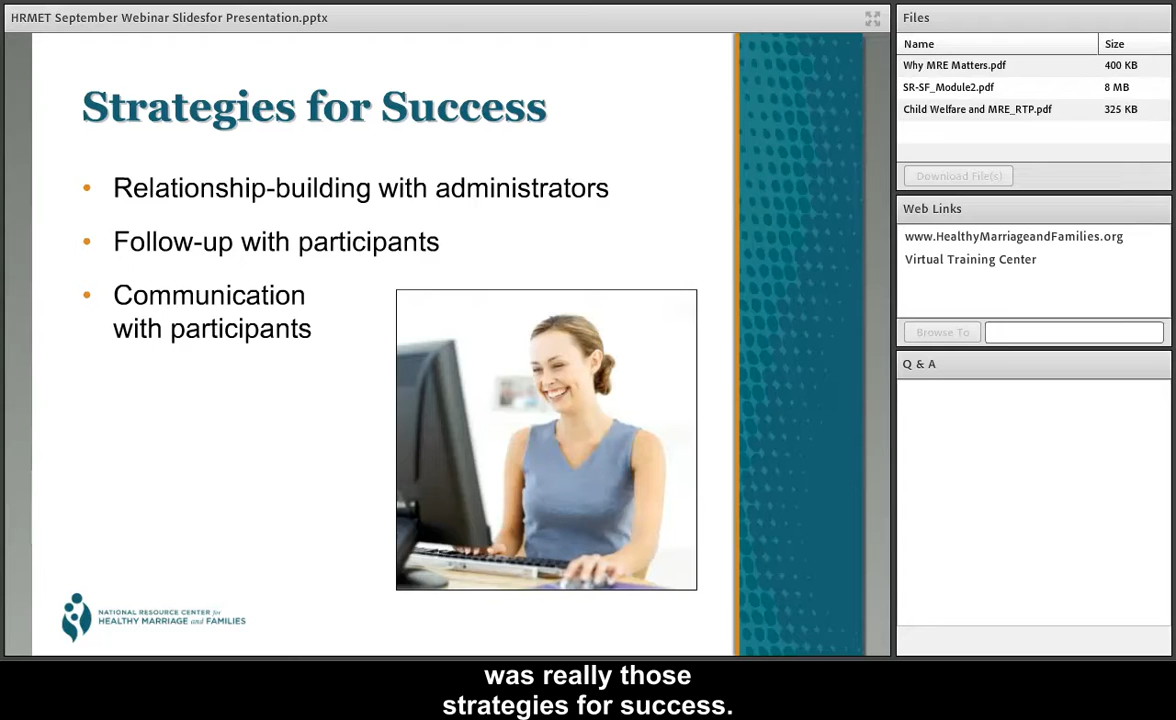 HRMET September Webinar Slidesfor Presentation.pptx
Strategies for Success
• Relationship-building with administrators
• Follow-up with participants
• Communication
with participants
NATIONAL RESOURCE CENTER for
HEALTHY MARRIAGE and FAMILIES
Files
Name Size
Why MRE Matters.pdf 400 KB
SR-SF_Module2.pdf 8 MB
Child Welfare and MRE_RTP.pdf 325 KB
Download File(s)
Web Links
www.HealthyMarriageandFamilies.org
Virtual Training Center
Browse To
Q & A
was really those
strategies for success.